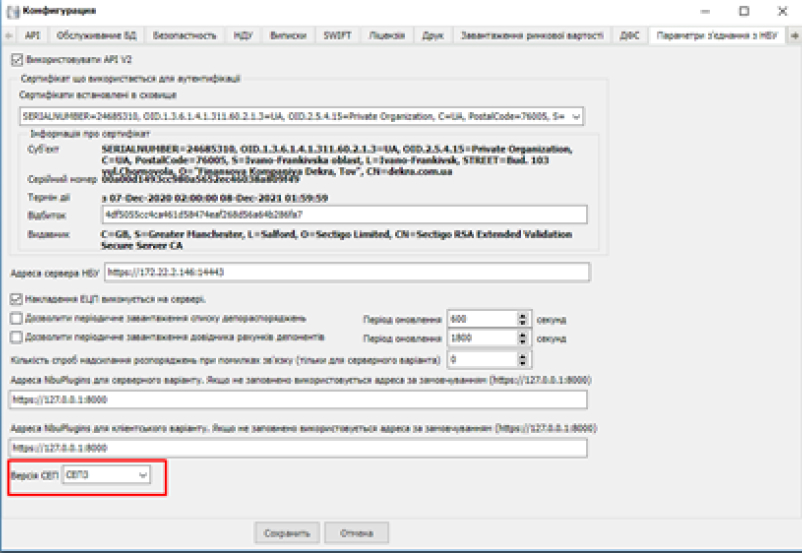 Конфигурация
API Обслуживание БД Безопасность НДУ Виписки SWIFT Ліцензія Друк Завантаження ринкової вартості ДФС Параметри з'єднання з НБУ
Використовувати API V2
Сертифікат що використається для аутентифікації
Сертифікати встановлені в сховище
SERIALNUMBER=24685310, OID.1.3.6.1.4.1.311.60.2.1.3=UA, OID.2.5.4.15=Private Organization, C=UA, PostalCode=76005, S=
Інформація про сертифікат
Суб'єкт SERIALNUMBER=24685310, OID.1.3.6.1.4.1.311.60.2.1.3=UA, OID.2.5.4.15=Private Organization,
C=UA, PostalCode=76005, S=Ivano-Frankivska oblast, L=Ivano-Frankivsk, STREET=Bud. 103
vul.Chornovola, O="Finansova Kompaniya Dekra, Tov", CN=dekra.com.ua
Серійний номер 00a00d1493cc980a5652ec46038a809f49
Термін дії з 07-Dec-2020 02:00:00 08-Dec-2021 01:59:59
Відбиток 4df5055cc4ca461d58474eaf268d56a64b286fa7
Видавник C=GB, S=Greater Manchester, L=Salford, O=Sectigo Limited, CN=Sectigo RSA Extended Validation
Secure Server CA
Адреса сервера НБУ https://172.22.2.146:14443
Накладення ЕЦП виконується на сервері.
Дозволити періодичне завантаження списку депораспоряджень Період оновлення 600 секунд
Дозволити періодичне завантаження довідника рахунків депонентів Період оновлення 1800 секунд
Кількість спроб надсилання розпоряджень при помилках зв'язку (тільки для серверного варіанта) 0
Адреса NbuPlugins для серверного варіанту. Якщо не заповнено використовується адреса за замовчуванням (https://127.0.0.1:8000)
https://127.0.0.1:8000
Адреса NbuPlugins для клієнтського варіанту. Якщо не заповнено використовується адреса за замовчуванням (https://127.0.0.1:8000)
https://127.0.0.1:8000
Версія СЕП СЕП3
Сохранить Отмена